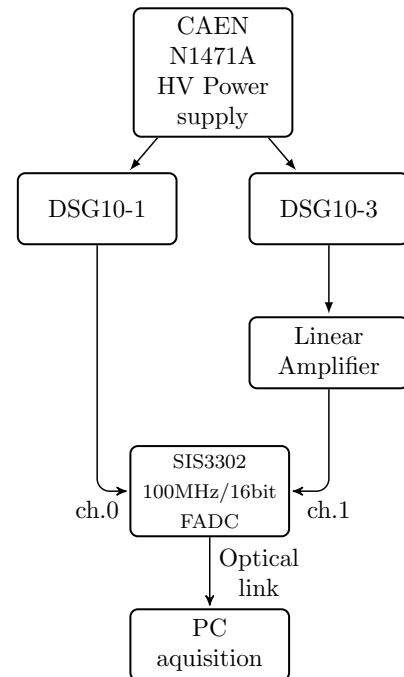 CAEN
N1471A
HV Power
supply
DSG10-1
DSG10-3
Linear
Amplifier
SIS3302
100MHz/16bit
FADC
ch.0
ch.1
Optical
link
PC
aquisition